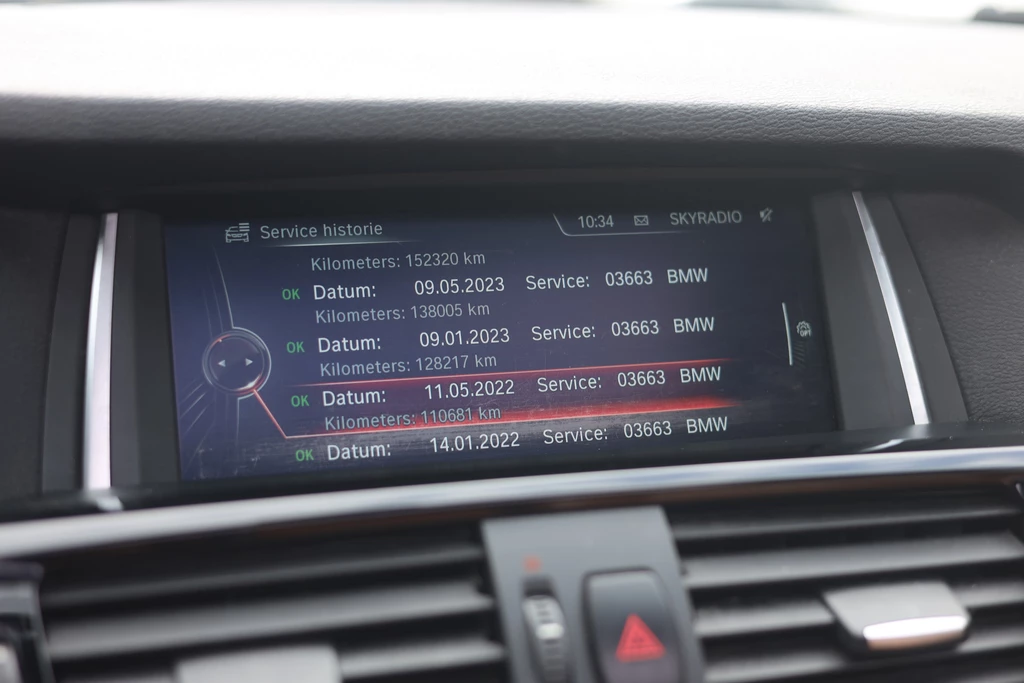 Service historie
10:34 SKYRADIO
Kilometers: 152320 km
OK Datum: 09.05.2023 Service: 03663 BMW
Kilometers: 138005 km
OK Datum: 09.01.2023 Service: 03663 BMW
Kilometers: 128217 km
OK Datum: 11.05.2022 Service: 03663 BMW
Kilometers: 110681 km
OK Datum: 14.01.2022 Service: 03663 BMW